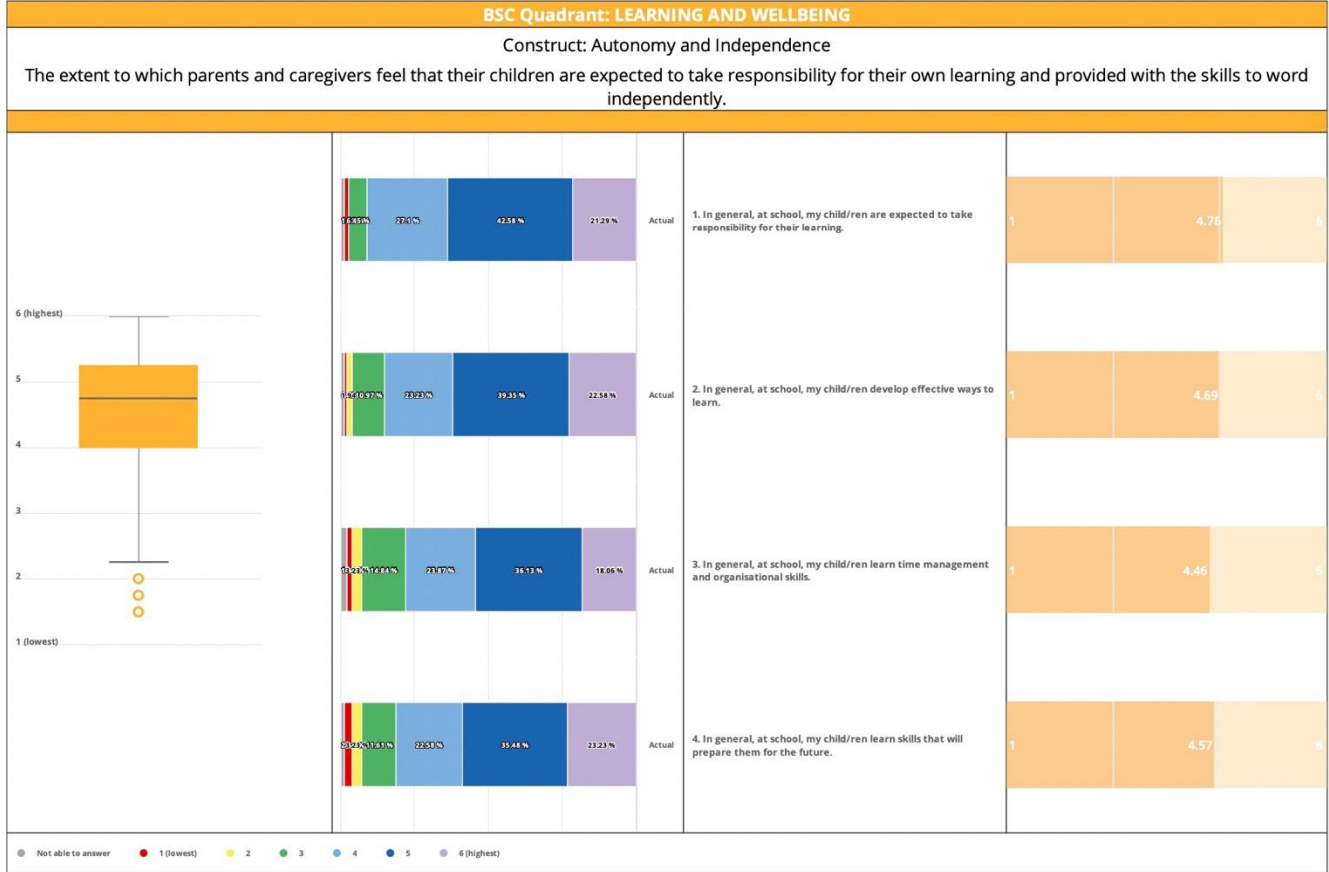 BSC Quadrant: LEARNING AND WELLBEING
Construct: Autonomy and Independence
The extent to which parents and caregivers feel that their children are expected to take responsibility for their own learning and provided with the skills to word
independently.
6 (highest)
5
4
3
2
1 (lowest)
6.45 % 27.1 % 42.58 % 21.29 %
Actual
1. In general, at school, my child/ren are expected to take
responsibility for their learning.
1 4.76 6
10.97 % 23.23 % 39.35 % 22.58 %
Actual
2. In general, at school, my child/ren develop effective ways to
learn.
1 4.69 6
3.23 % 14.84 % 23.87 % 36.13 % 18.06 %
Actual
3. In general, at school, my child/ren learn time management
and organisational skills.
1 4.46 6
3.23 % 11.61 % 22.58 % 35.48 % 23.23 %
Actual
4. In general, at school, my child/ren learn skills that will
prepare them for the future.
1 4.57 6
Not able to answer 1 (lowest) 2 3 4 5 6 (highest)